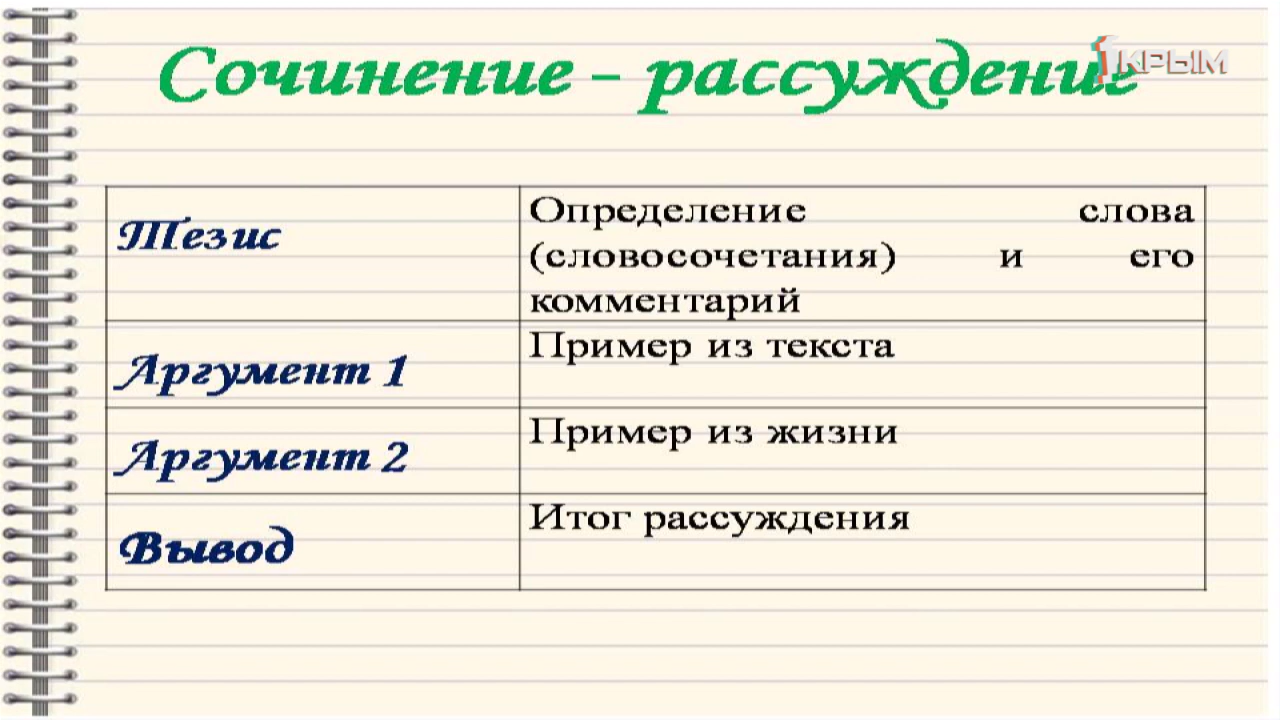 Сочинение - рассуждение
1КРЫМ
Тезис
Определение слова
(словосочетания) и его
комментарий
Аргумент 1
Пример из текста
Аргумент 2
Пример из жизни
Вывод
Итог рассуждения